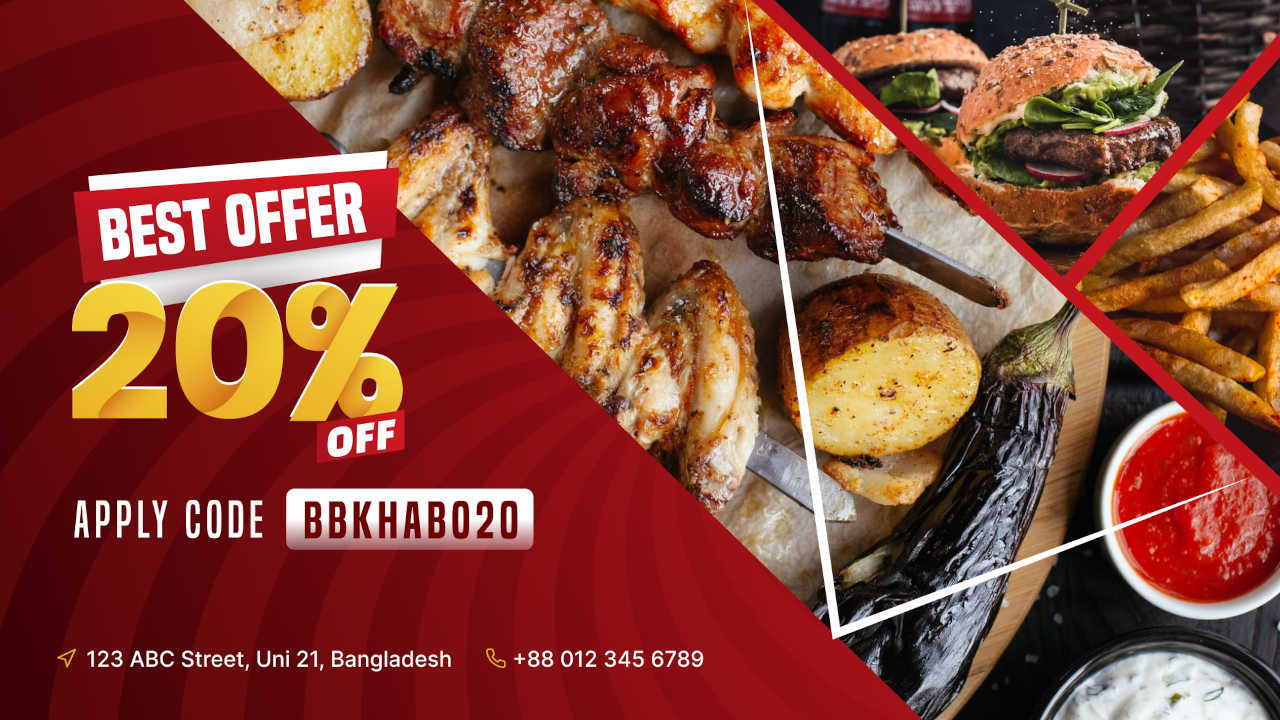 BEST OFFER
20%
OFF
APPLY CODE BBKHABO20
123 ABC Street, Uni 21, Bangladesh +88 012 345 6789